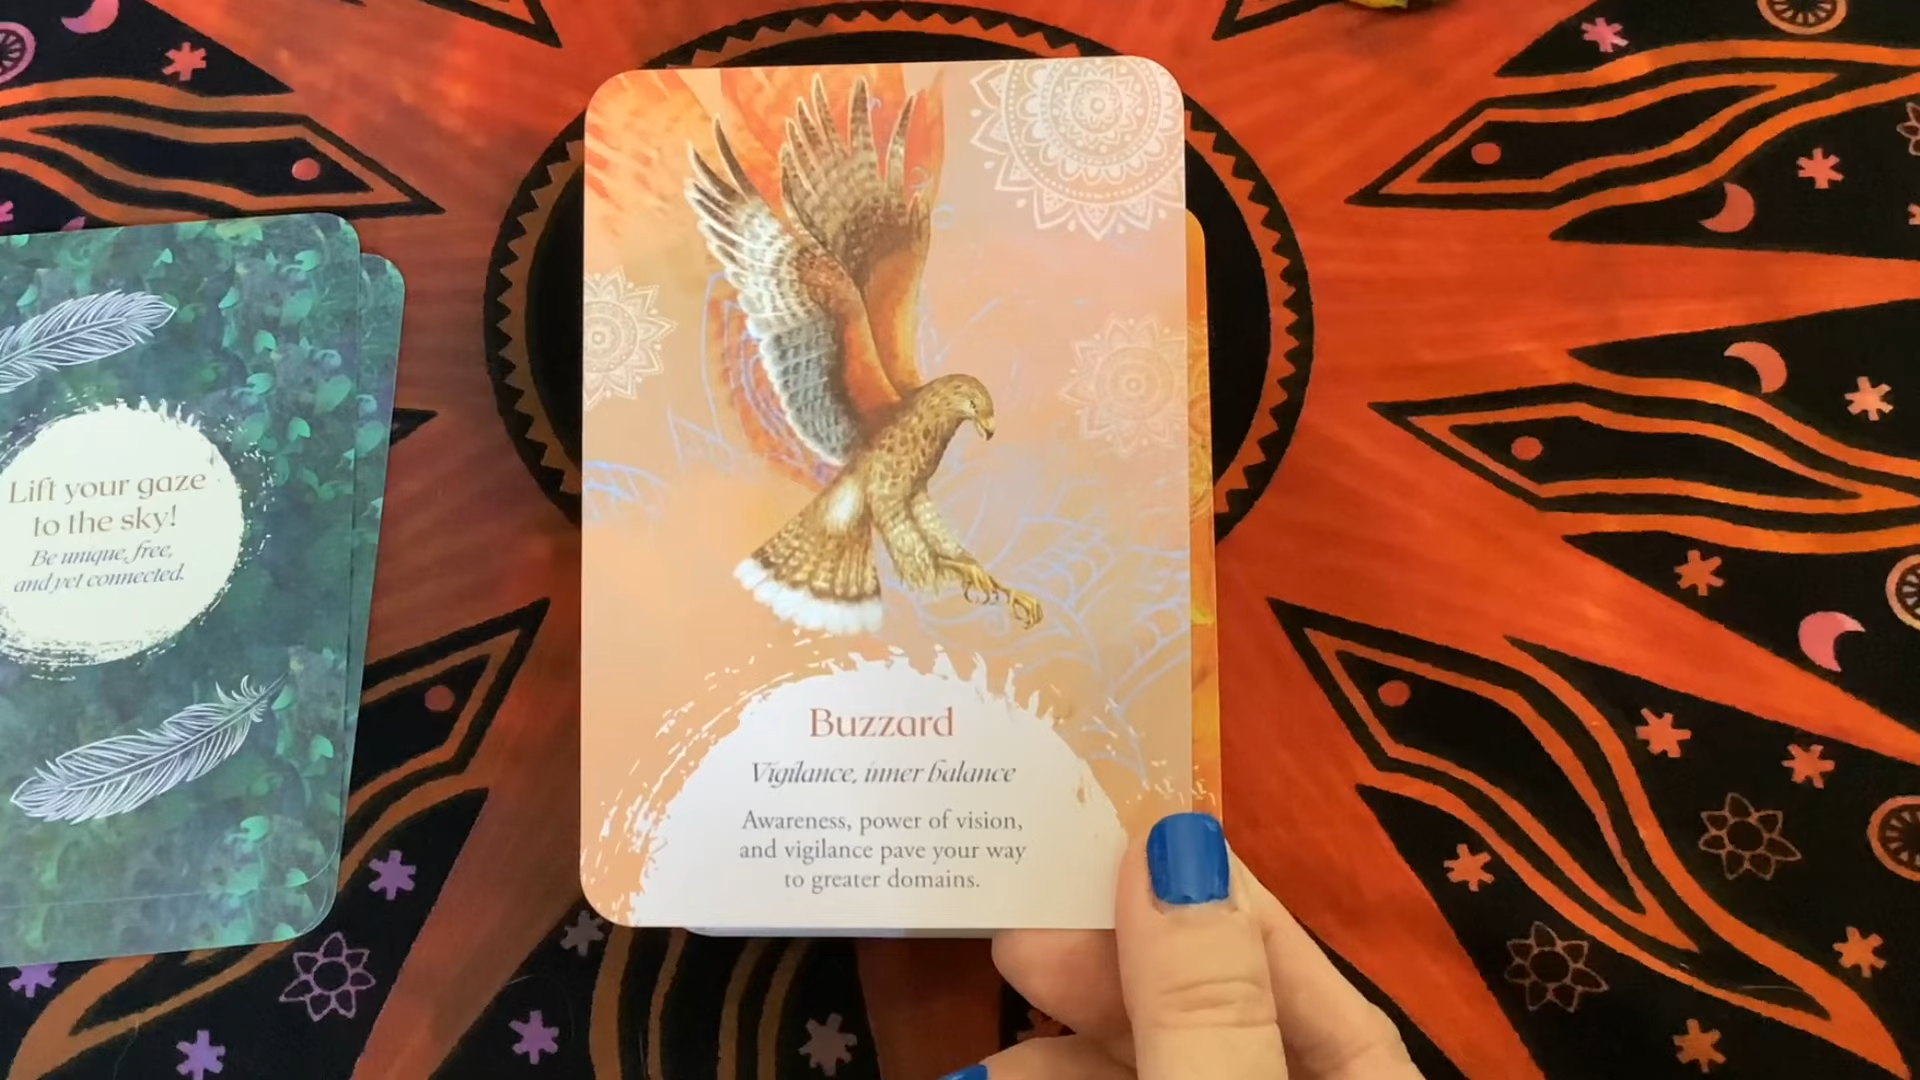 Lift your gaze
to the sky!
Be unique, free,
and yet connected.
Buzzard
Vigilance, inner balance
Awareness, power of vision,
and vigilance pave your way
to greater domains.